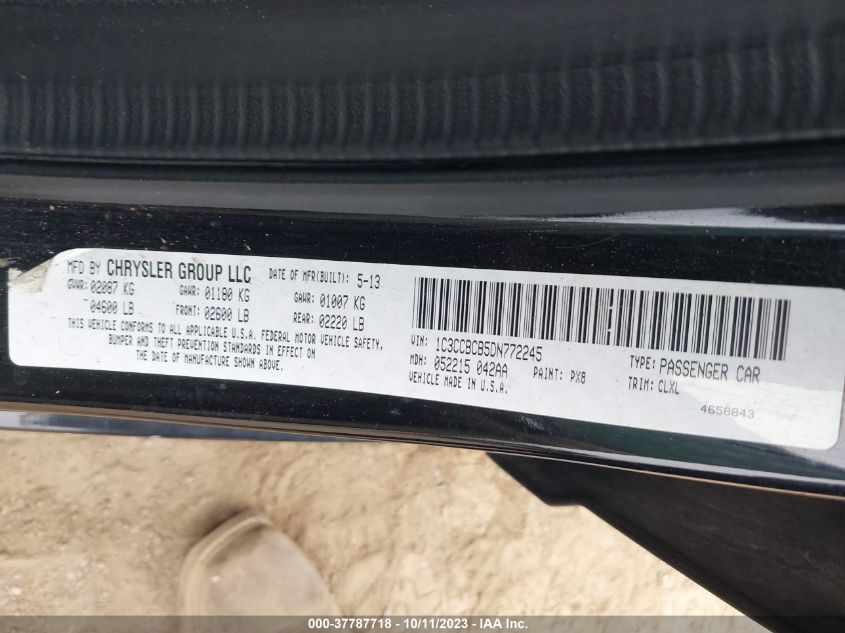 MFD BY CHRYSLER GROUP LLC DATE OF MFR(BUILT): 5-13
GVWR: 02087 KG GAWR: 01180 KG GAWR: 01007 KG
04600 LB FRONT: 02600 LB REAR: 02220 LB
THIS VEHICLE CONFORMS TO ALL APPLICABLE U.S.A. FEDERAL MOTOR VEHICLE SAFETY,
BUMPER AND THEFT PREVENTION STANDARDS IN EFFECT ON
THE DATE OF MANUFACTURE SHOWN ABOVE.
VIN: 1C3CCBCB5DN772245 TYPE: PASSENGER CAR
MDH: 052215 042AA PAINT: PX8 TRIM: CLXL
VEHICLE MADE IN U.S.A. 4658843
000-37787718 - 10/11/2023 - IAA Inc.